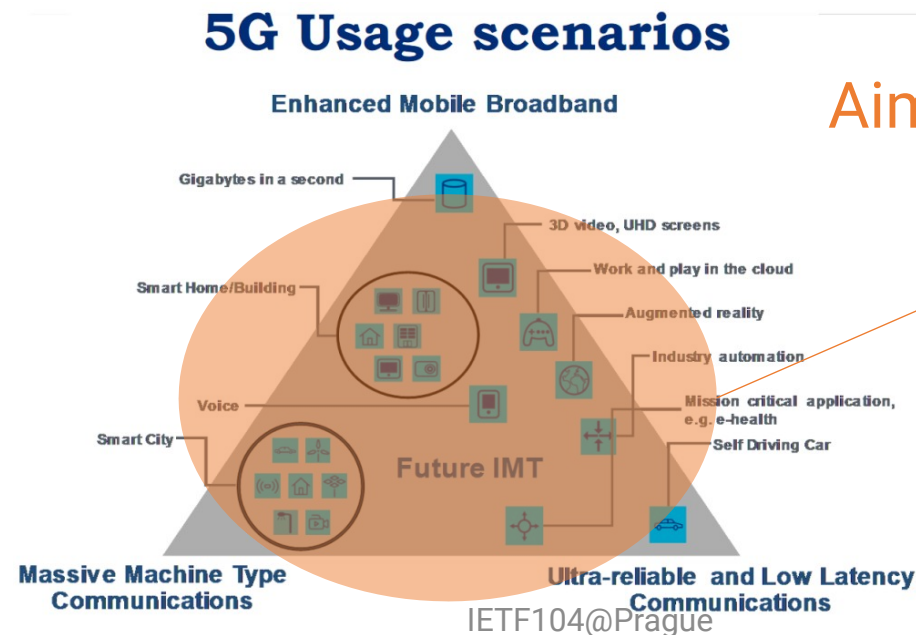 5G Usage scenarios
Enhanced Mobile Broadband
Aim
Gigabytes in a second
3D video, UHD screens
Work and play in the cloud
Smart Home/Building
Augmented reality
Industry automation
Mission critical application,
e.g. e-health
Voice
Smart City
Self Driving Car
Future IMT
Massive Machine Type
Communications
Ultra-reliable and Low Latency
Communications
IETF104@Prague